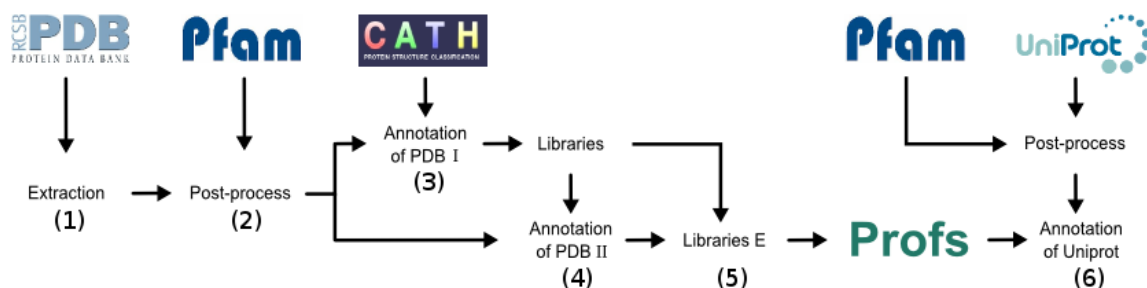 RCSB
PDB
PROTEIN DATA BANK
Pfam
CATH
PROTEIN STRUCTURE CLASSIFICATION
Pfam
UniProt
Annotation
of PDB I
(3)
Libraries
Post-process
Extraction
(1)
Post-process
(2)
Annotation
of PDB II
(4)
Libraries E
(5)
Profs
Annotation
of Uniprot
(6)